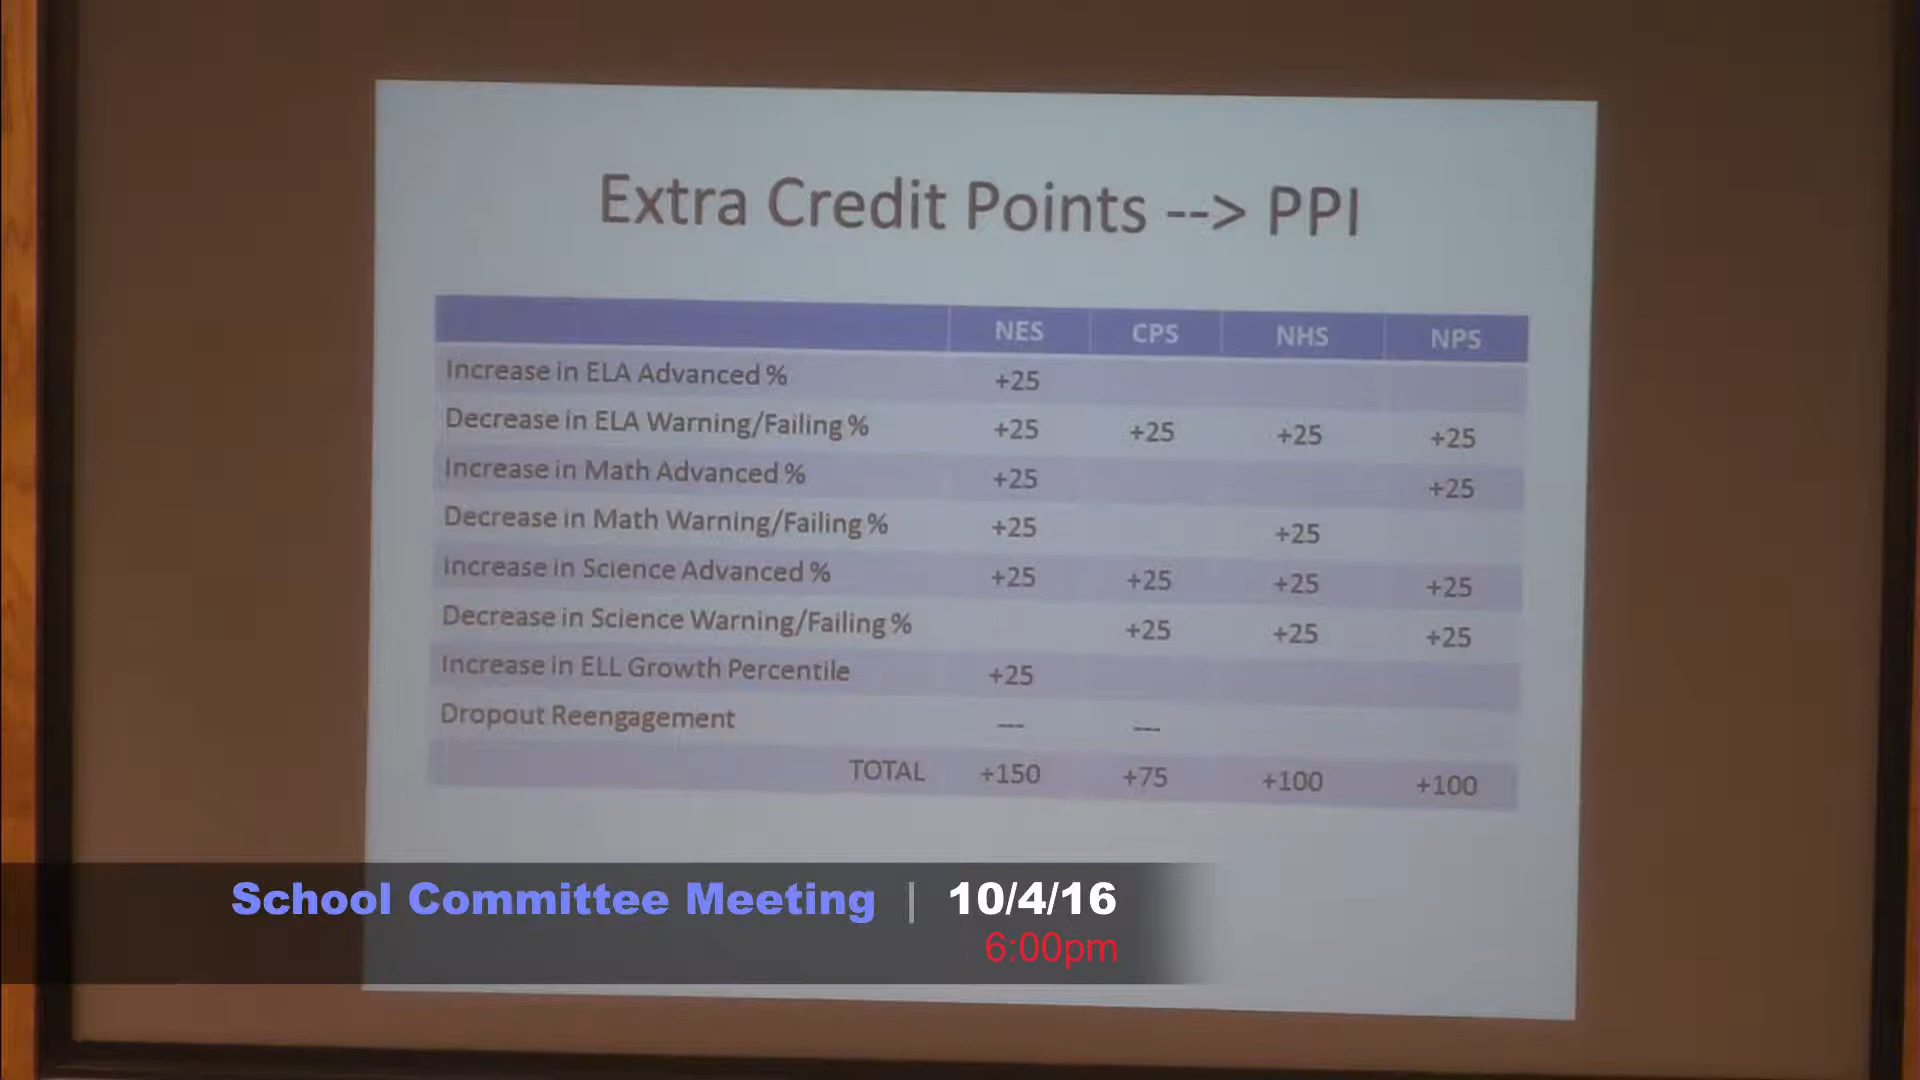 Extra Credit Points --> PPI
NES CPS NHS NPS
Increase in ELA Advanced % +25
Decrease in ELA Warning/Failing % +25 +25 +25 +25
Increase in Math Advanced % +25 +25
Decrease in Math Warning/Failing % +25 +25
Increase in Science Advanced % +25 +25 +25 +25
Decrease in Science Warning/Failing % +25 +25 +25
Increase in ELL Growth Percentile +25
Dropout Reengagement --- ---
TOTAL +150 +75 +100 +100
School Committee Meeting | 10/4/16
6:00pm